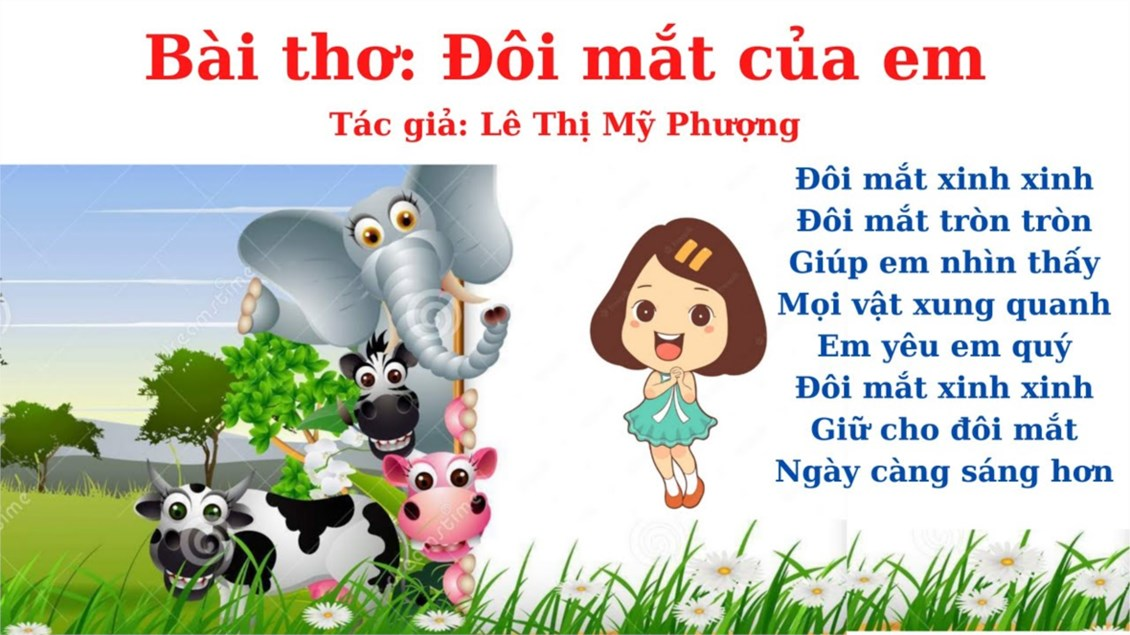 Bài thơ: Đôi mắt của em
Tác giả: Lê Thị Mỹ Phượng
Đôi mắt xinh xinh
Đôi mắt tròn tròn
Giúp em nhìn thấy
Mọi vật xung quanh
Em yêu em quý
Đôi mắt xinh xinh
Giữ cho đôi mắt
Ngày càng sáng hơn
dreamstime
dreamstime